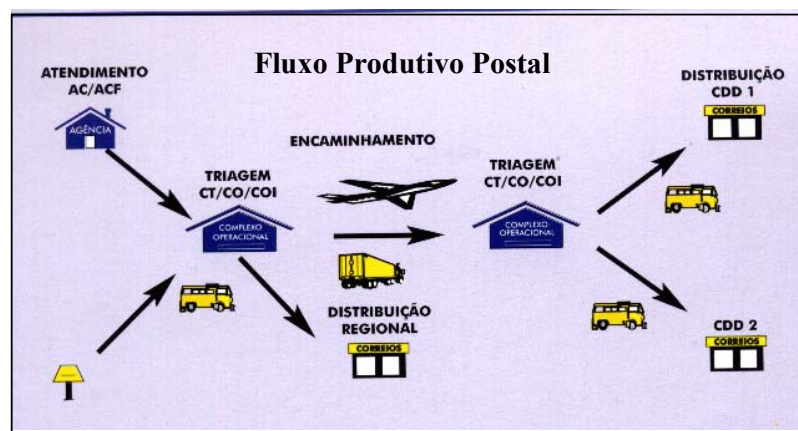 Fluxo Produtivo Postal
ATENDIMENTO
AC/ACF
AGÊNCIA
ENCAMINHAMENTO
TRIAGEM
CT/CO/COI
COMPLEXO
OPERACIONAL
TRIAGEM
CT/CO/COI
COMPLEXO
OPERACIONAL
DISTRIBUIÇÃO
CDD 1
CORREIOS
DISTRIBUIÇÃO
REGIONAL
CORREIOS
CDD 2
CORREIOS